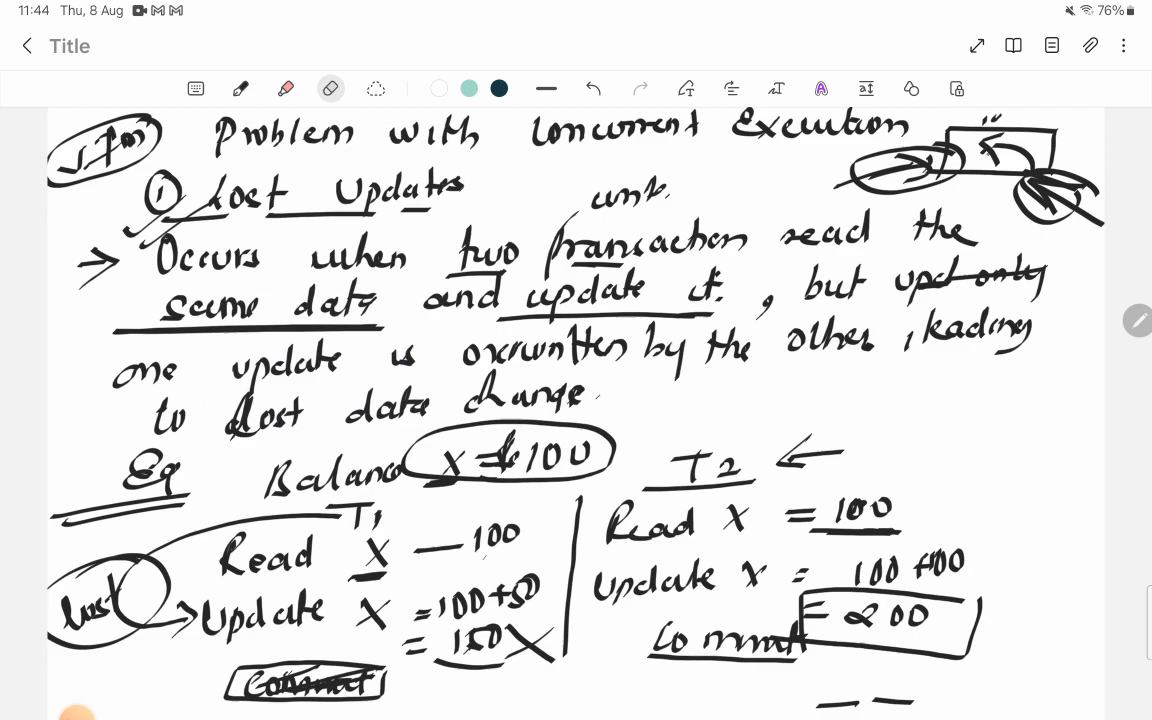 11:44 Thu, 8 Aug 76%
Title
Problem with Concurrent Execution
① Lost Updates
→ Occurs when two transaction read the
same data and update it, but upd only
one update is overwritten by the other, leading
to lost data change.
Eg Balance X = $100
T1
Read X — 100
Update X = 100+50
= 150
Commit
lost
T2 ←
Read X = 100
Update X = 100+100
= 200
Commit